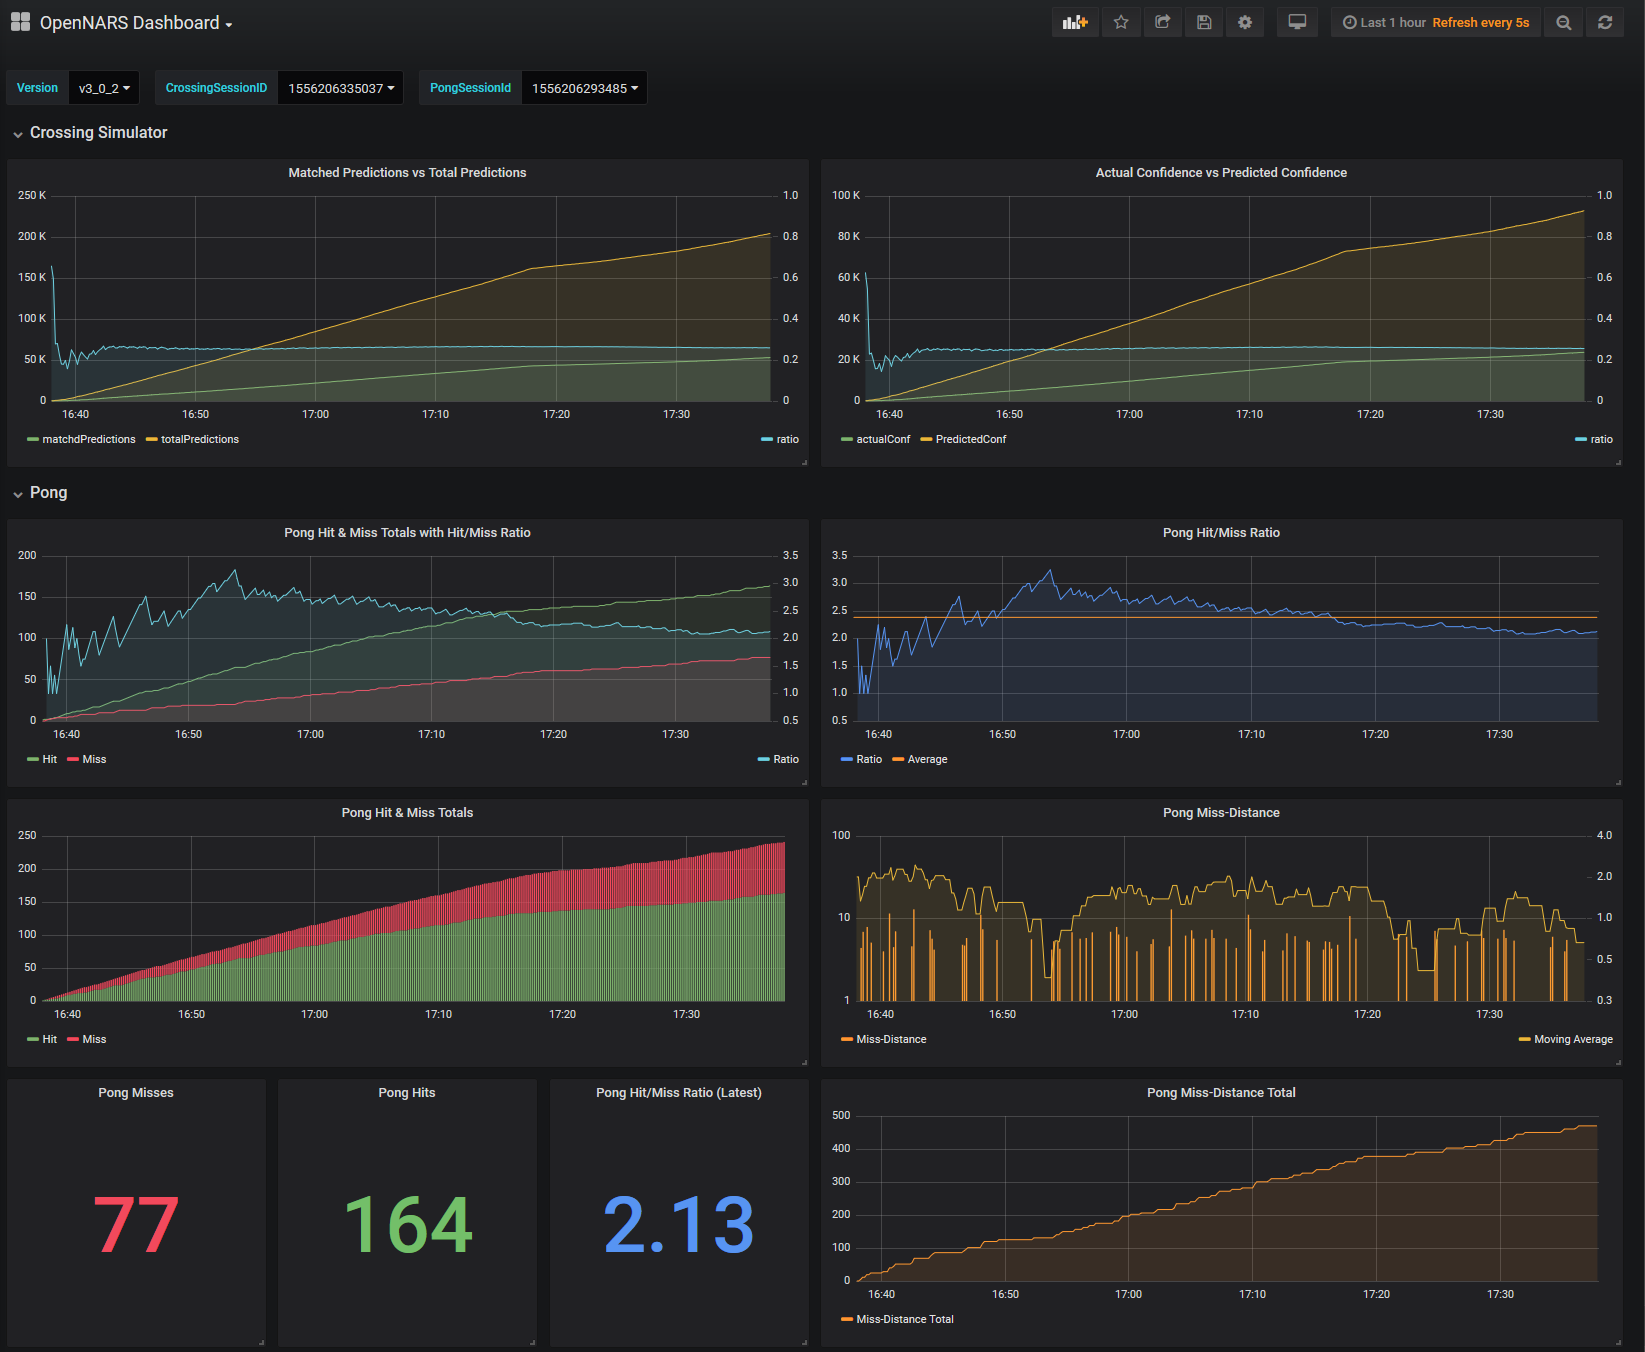 OpenNARS Dashboard
Last 1 hour Refresh every 5s
Version v3_0_2 CrossingSessionID 1556206335037 PongSessionId 1556206293485
Crossing Simulator
Matched Predictions vs Total Predictions
250 K 1.0
200 K 0.8
150 K 0.6
100 K 0.4
50 K 0.2
0 0
16:40 16:50 17:00 17:10 17:20 17:30
matchdPredictions totalPredictions ratio
Actual Confidence vs Predicted Confidence
100 K 1.0
80 K 0.8
60 K 0.6
40 K 0.4
20 K 0.2
0 0
16:40 16:50 17:00 17:10 17:20 17:30
actualConf PredictedConf ratio
Pong
Pong Hit & Miss Totals with Hit/Miss Ratio
200 3.5
3.0
150 2.5
100 2.0
1.5
50 1.0
0 0.5
16:40 16:50 17:00 17:10 17:20 17:30
Hit Miss Ratio
Pong Hit/Miss Ratio
3.5
3.0
2.5
2.0
1.5
1.0
0.5
16:40 16:50 17:00 17:10 17:20 17:30
Ratio Average
Pong Hit & Miss Totals
250
200
150
100
50
0
16:40 16:50 17:00 17:10 17:20 17:30
Hit Miss
Pong Miss-Distance
100 4.0
2.0
10 1.0
0.5
1 0.3
16:40 16:50 17:00 17:10 17:20 17:30
Miss-Distance Moving Average
Pong Misses
77
Pong Hits
164
Pong Hit/Miss Ratio (Latest)
2.13
Pong Miss-Distance Total
500
400
300
200
100
0
16:40 16:50 17:00 17:10 17:20 17:30
Miss-Distance Total